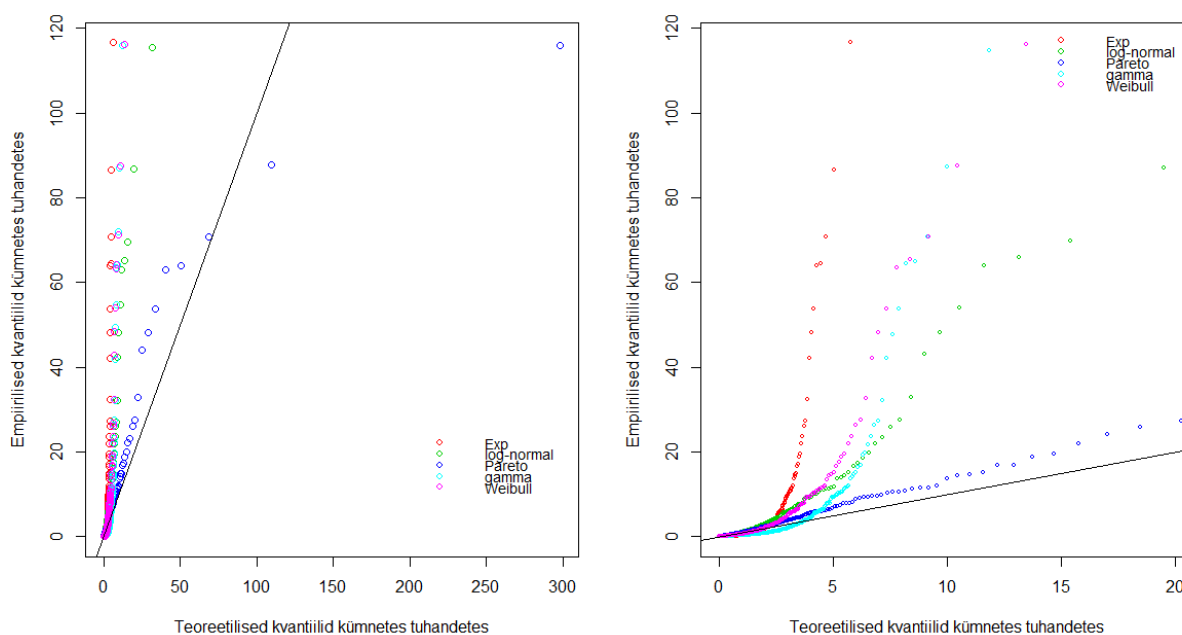 120
100
80
60
40
20
0
Empiirilised kvantiilid kümnetes tuhandetes
Exp
log-normal
Pareto
gamma
Weibull
0 50 100 150 200 250 300
Teoreetilised kvantiilid kümnetes tuhandetes
120
100
80
60
40
20
0
Empiirilised kvantiilid kümnetes tuhandetes
Exp
log-normal
Pareto
gamma
Weibull
0 5 10 15 20
Teoreetilised kvantiilid kümnetes tuhandetes